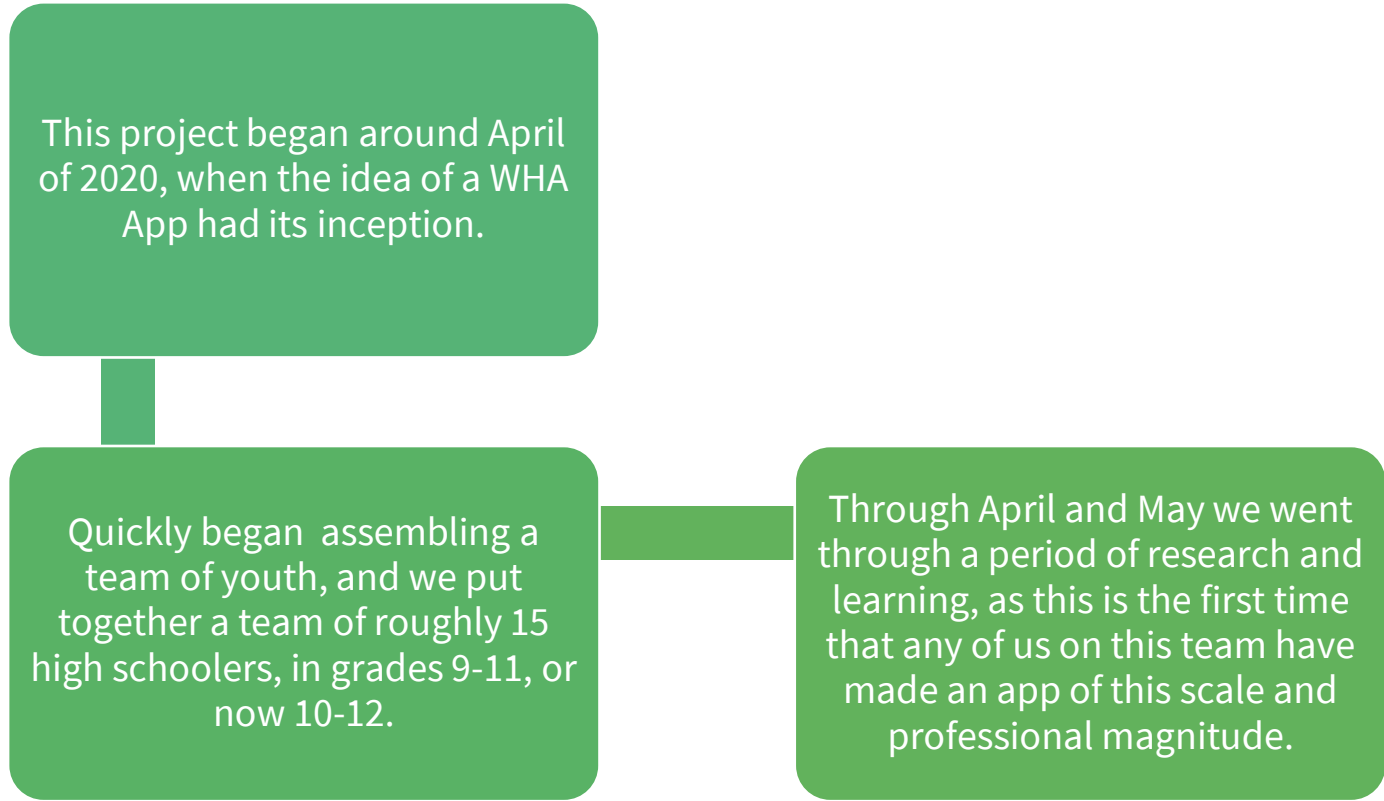 This project began around April
of 2020, when the idea of a WHA
App had its inception.
Quickly began  assembling a
team of youth, and we put
together a team of roughly 15
high schoolers, in grades 9-11, or
now 10-12.
Through April and May we went
through a period of research and
learning, as this is the first time
that any of us on this team have
made an app of this scale and
professional magnitude.